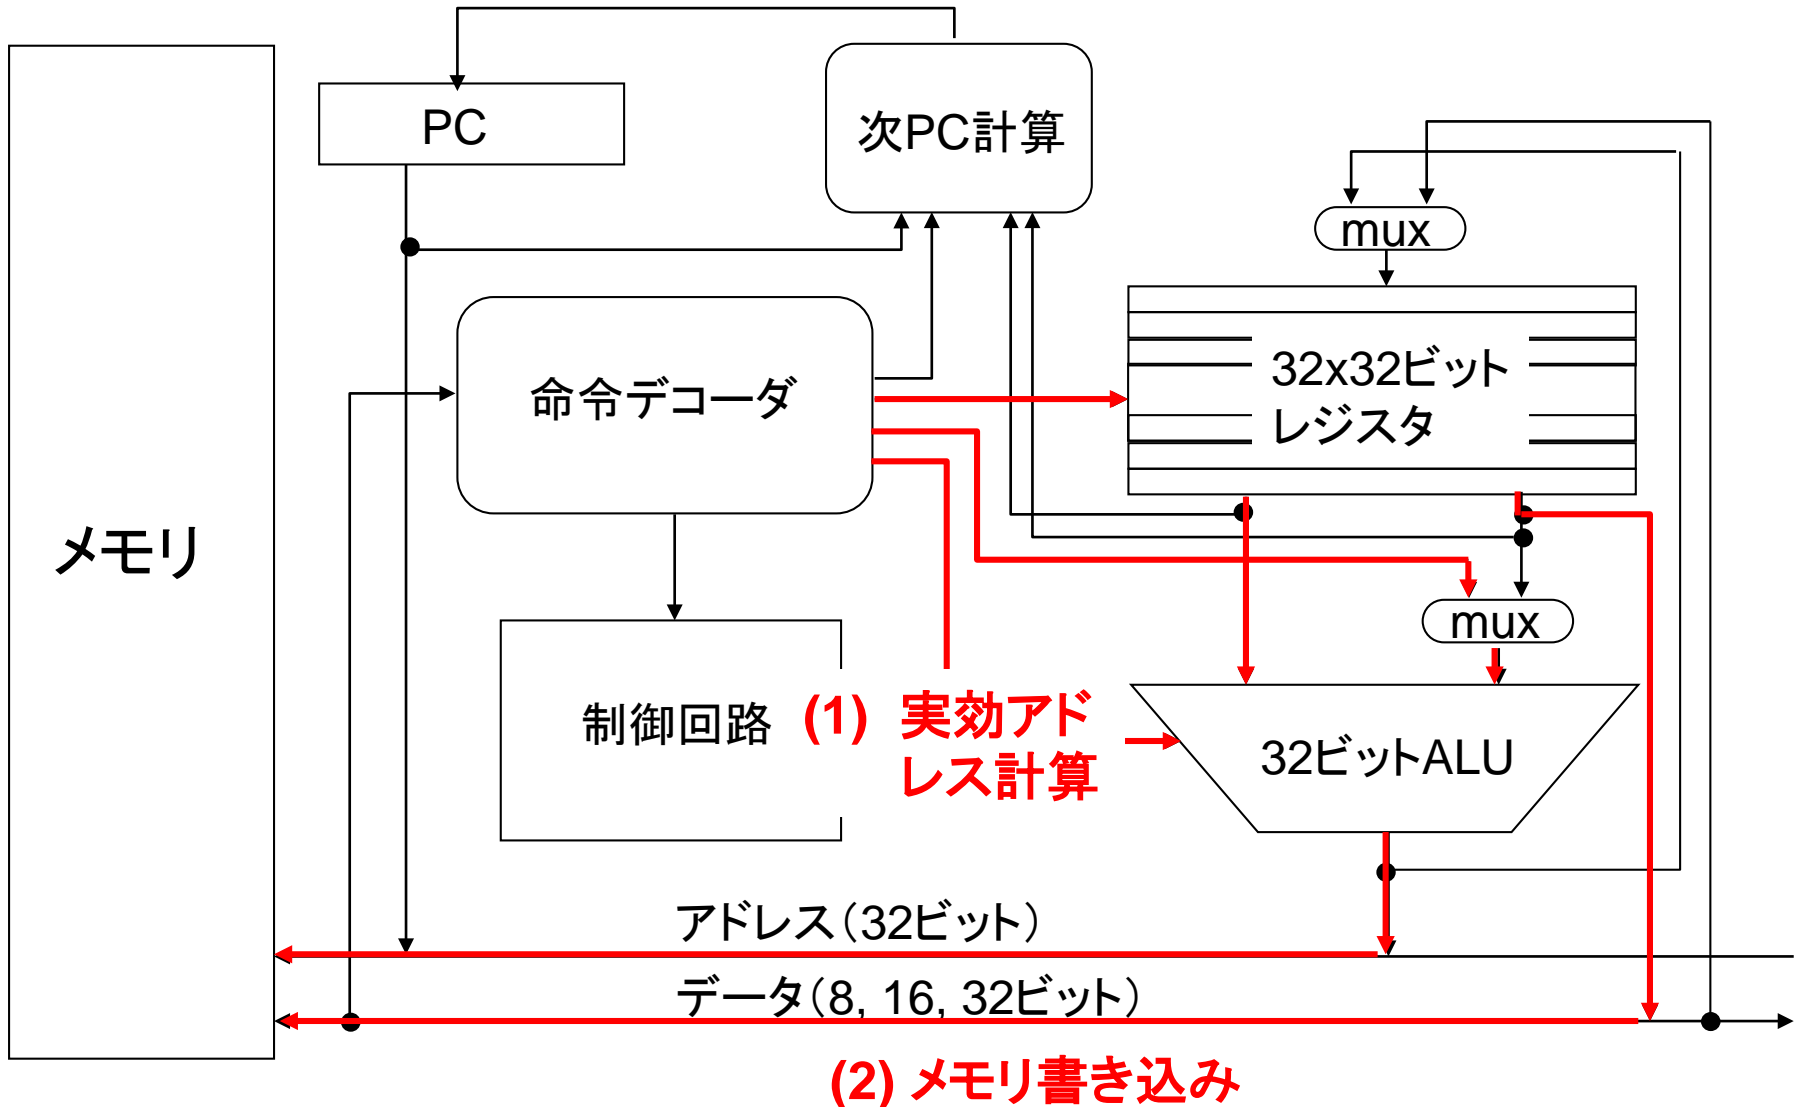 PC
次PC計算
mux
32x32ビット
レジスタ
命令デコーダ
メモリ
mux
制御回路
(1) 実効アド
レス計算
32ビットALU
アドレス（32ビット）
データ（8, 16, 32ビット）
(2) メモリ書き込み